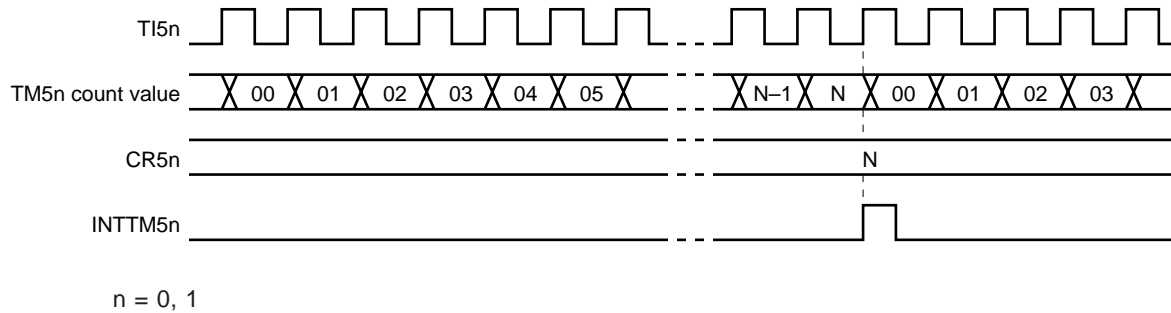 TI5n
TM5n count value 00 01 02 03 04 05 N–1 N 00 01 02 03
CR5n N
INTTM5n
n = 0, 1